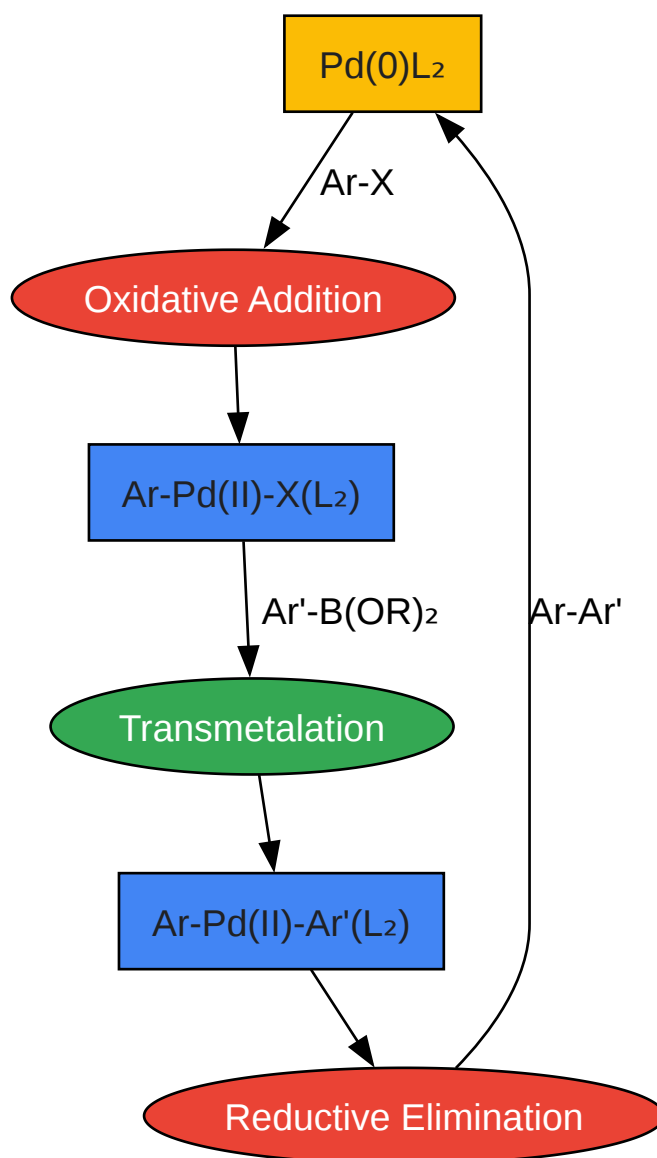 Pd(0)L₂
Ar-X
Oxidative Addition
Ar-Pd(II)-X(L₂)
Ar'-B(OR)₂
Ar-Ar'
Transmetalation
Ar-Pd(II)-Ar'(L₂)
Reductive Elimination